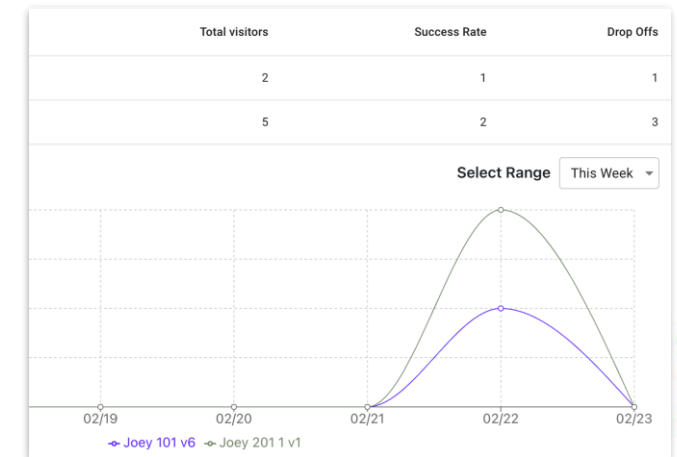 Total visitors Success Rate Drop Offs
2 1 1
5 2 3
Select Range This Week
02/19 02/20 02/21 02/22 02/23
Joey 101 v6 Joey 201 1 v1